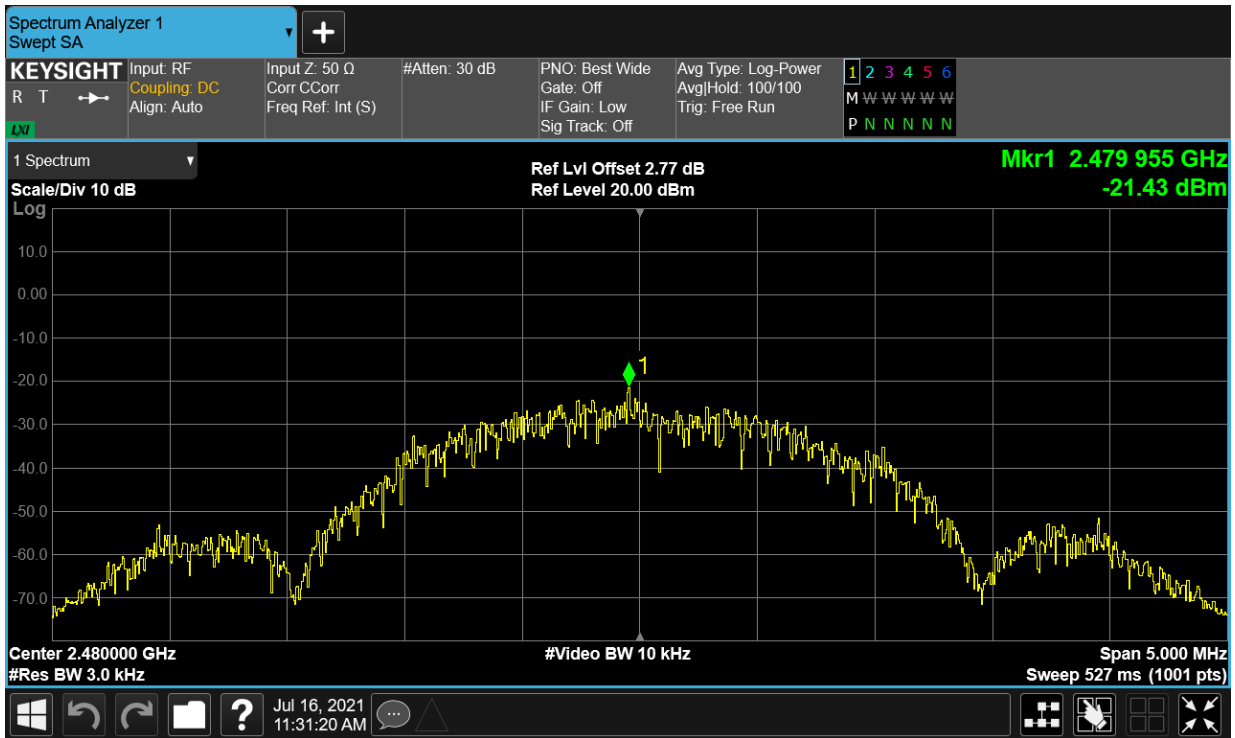 Spectrum Analyzer 1
Swept SA
KEYSIGHT
R T
LXI
Input: RF
Coupling: DC
Align: Auto
Input Z: 50 Ω
Corr CCorr
Freq Ref: Int (S)
#Atten: 30 dB
PNO: Best Wide
Gate: Off
IF Gain: Low
Sig Track: Off
Avg Type: Log-Power
Avg|Hold: 100/100
Trig: Free Run
1 2 3 4 5 6
M W W W W W
P N N N N N
1 Spectrum
Scale/Div 10 dB
Log
Ref Lvl Offset 2.77 dB
Ref Level 20.00 dBm
Mkr1 2.479 955 GHz
-21.43 dBm
10.0
0.00
-10.0
-20.0
-30.0
-40.0
-50.0
-60.0
-70.0
1
Center 2.480000 GHz
#Res BW 3.0 kHz
#Video BW 10 kHz
Span 5.000 MHz
Sweep 527 ms (1001 pts)
?
Jul 16, 2021
11:31:20 AM